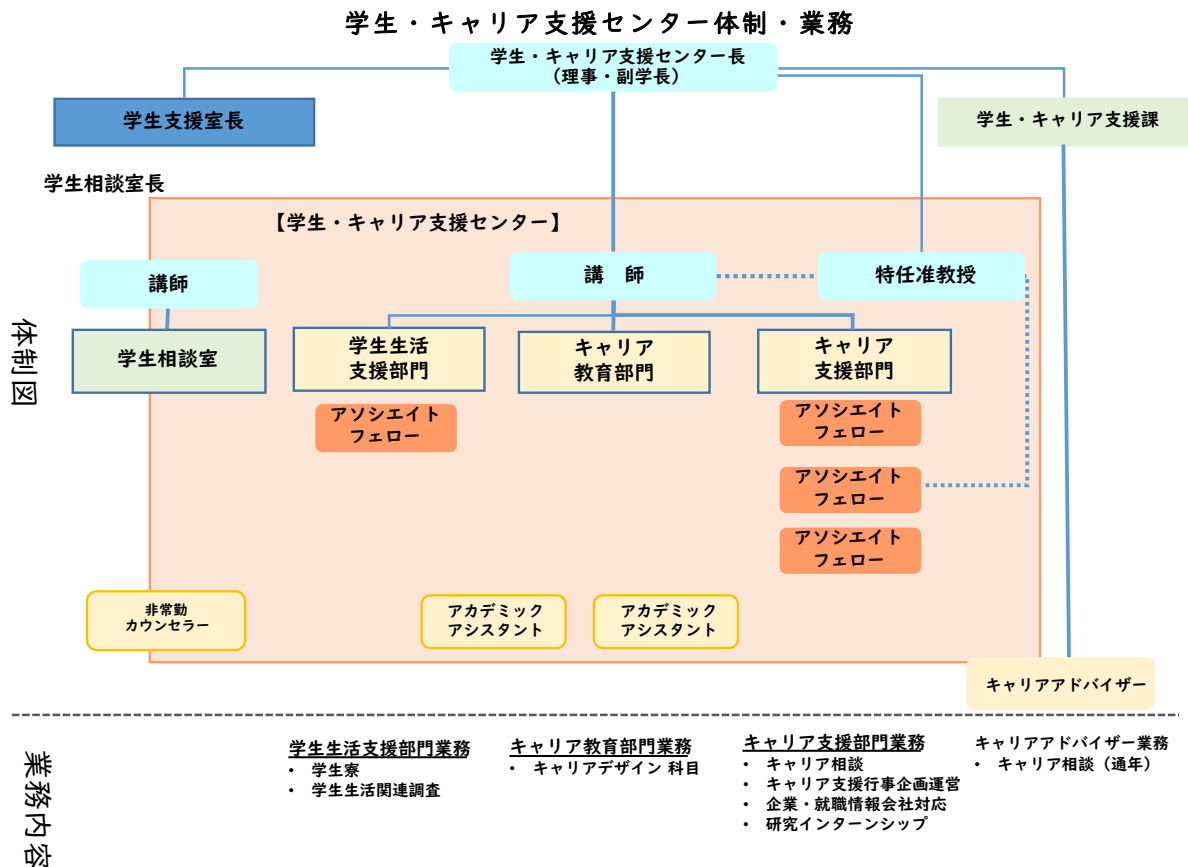 学生・キャリア支援センター体制・業務
学生・キャリア支援センター長
（理事・副学長）
学生支援室長
学生・キャリア支援課
学生相談室長
【学生・キャリア支援センター】
講師
講　師
特任准教授
体制図
学生相談室
学生生活
支援部門
キャリア
教育部門
キャリア
支援部門
アソシエイト
フェロー
アソシエイト
フェロー
アソシエイト
フェロー
アソシエイト
フェロー
非常勤
カウンセラー
アカデミック
アシスタント
アカデミック
アシスタント
キャリアアドバイザー
業務内容
学生生活支援部門業務
• 学生寮
• 学生生活関連調査
キャリア教育部門業務
• キャリアデザイン 科目
キャリア支援部門業務
• キャリア相談
• キャリア支援行事企画運営
• 企業・就職情報会社対応
• 研究インターンシップ
キャリアアドバイザー業務
• キャリア相談（通年）